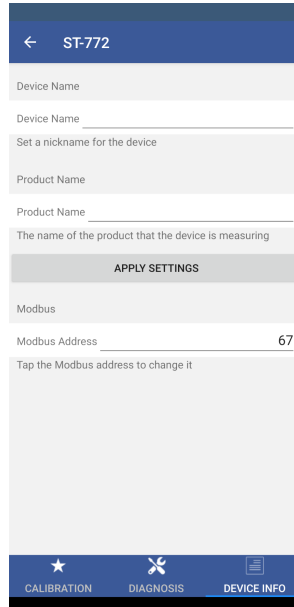 ST-772
Device Name
Device Name
Set a nickname for the device
Product Name
Product Name
The name of the product that the device is measuring
APPLY SETTINGS
Modbus
Modbus Address 67
Tap the Modbus address to change it
CALIBRATION DIAGNOSIS DEVICE INFO